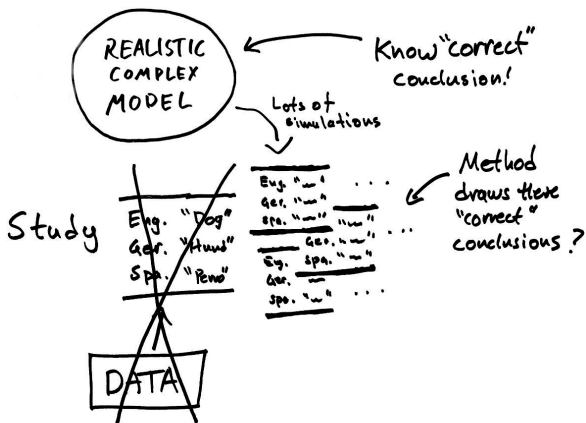 REALISTIC
COMPLEX
MODEL
Know "correct"
conclusion!
Lots of
simulations
Study
Eng. "Dog"
Ger. "Hund"
Spa. "Perro"
DATA
Eng. "~"
Ger. "~"
Spa. "~"
"~"
Ger. "~"
Spa. "~"
Eng.
Ger. ~
Spa. "~"
Method
draws these
"correct"
conclusions?